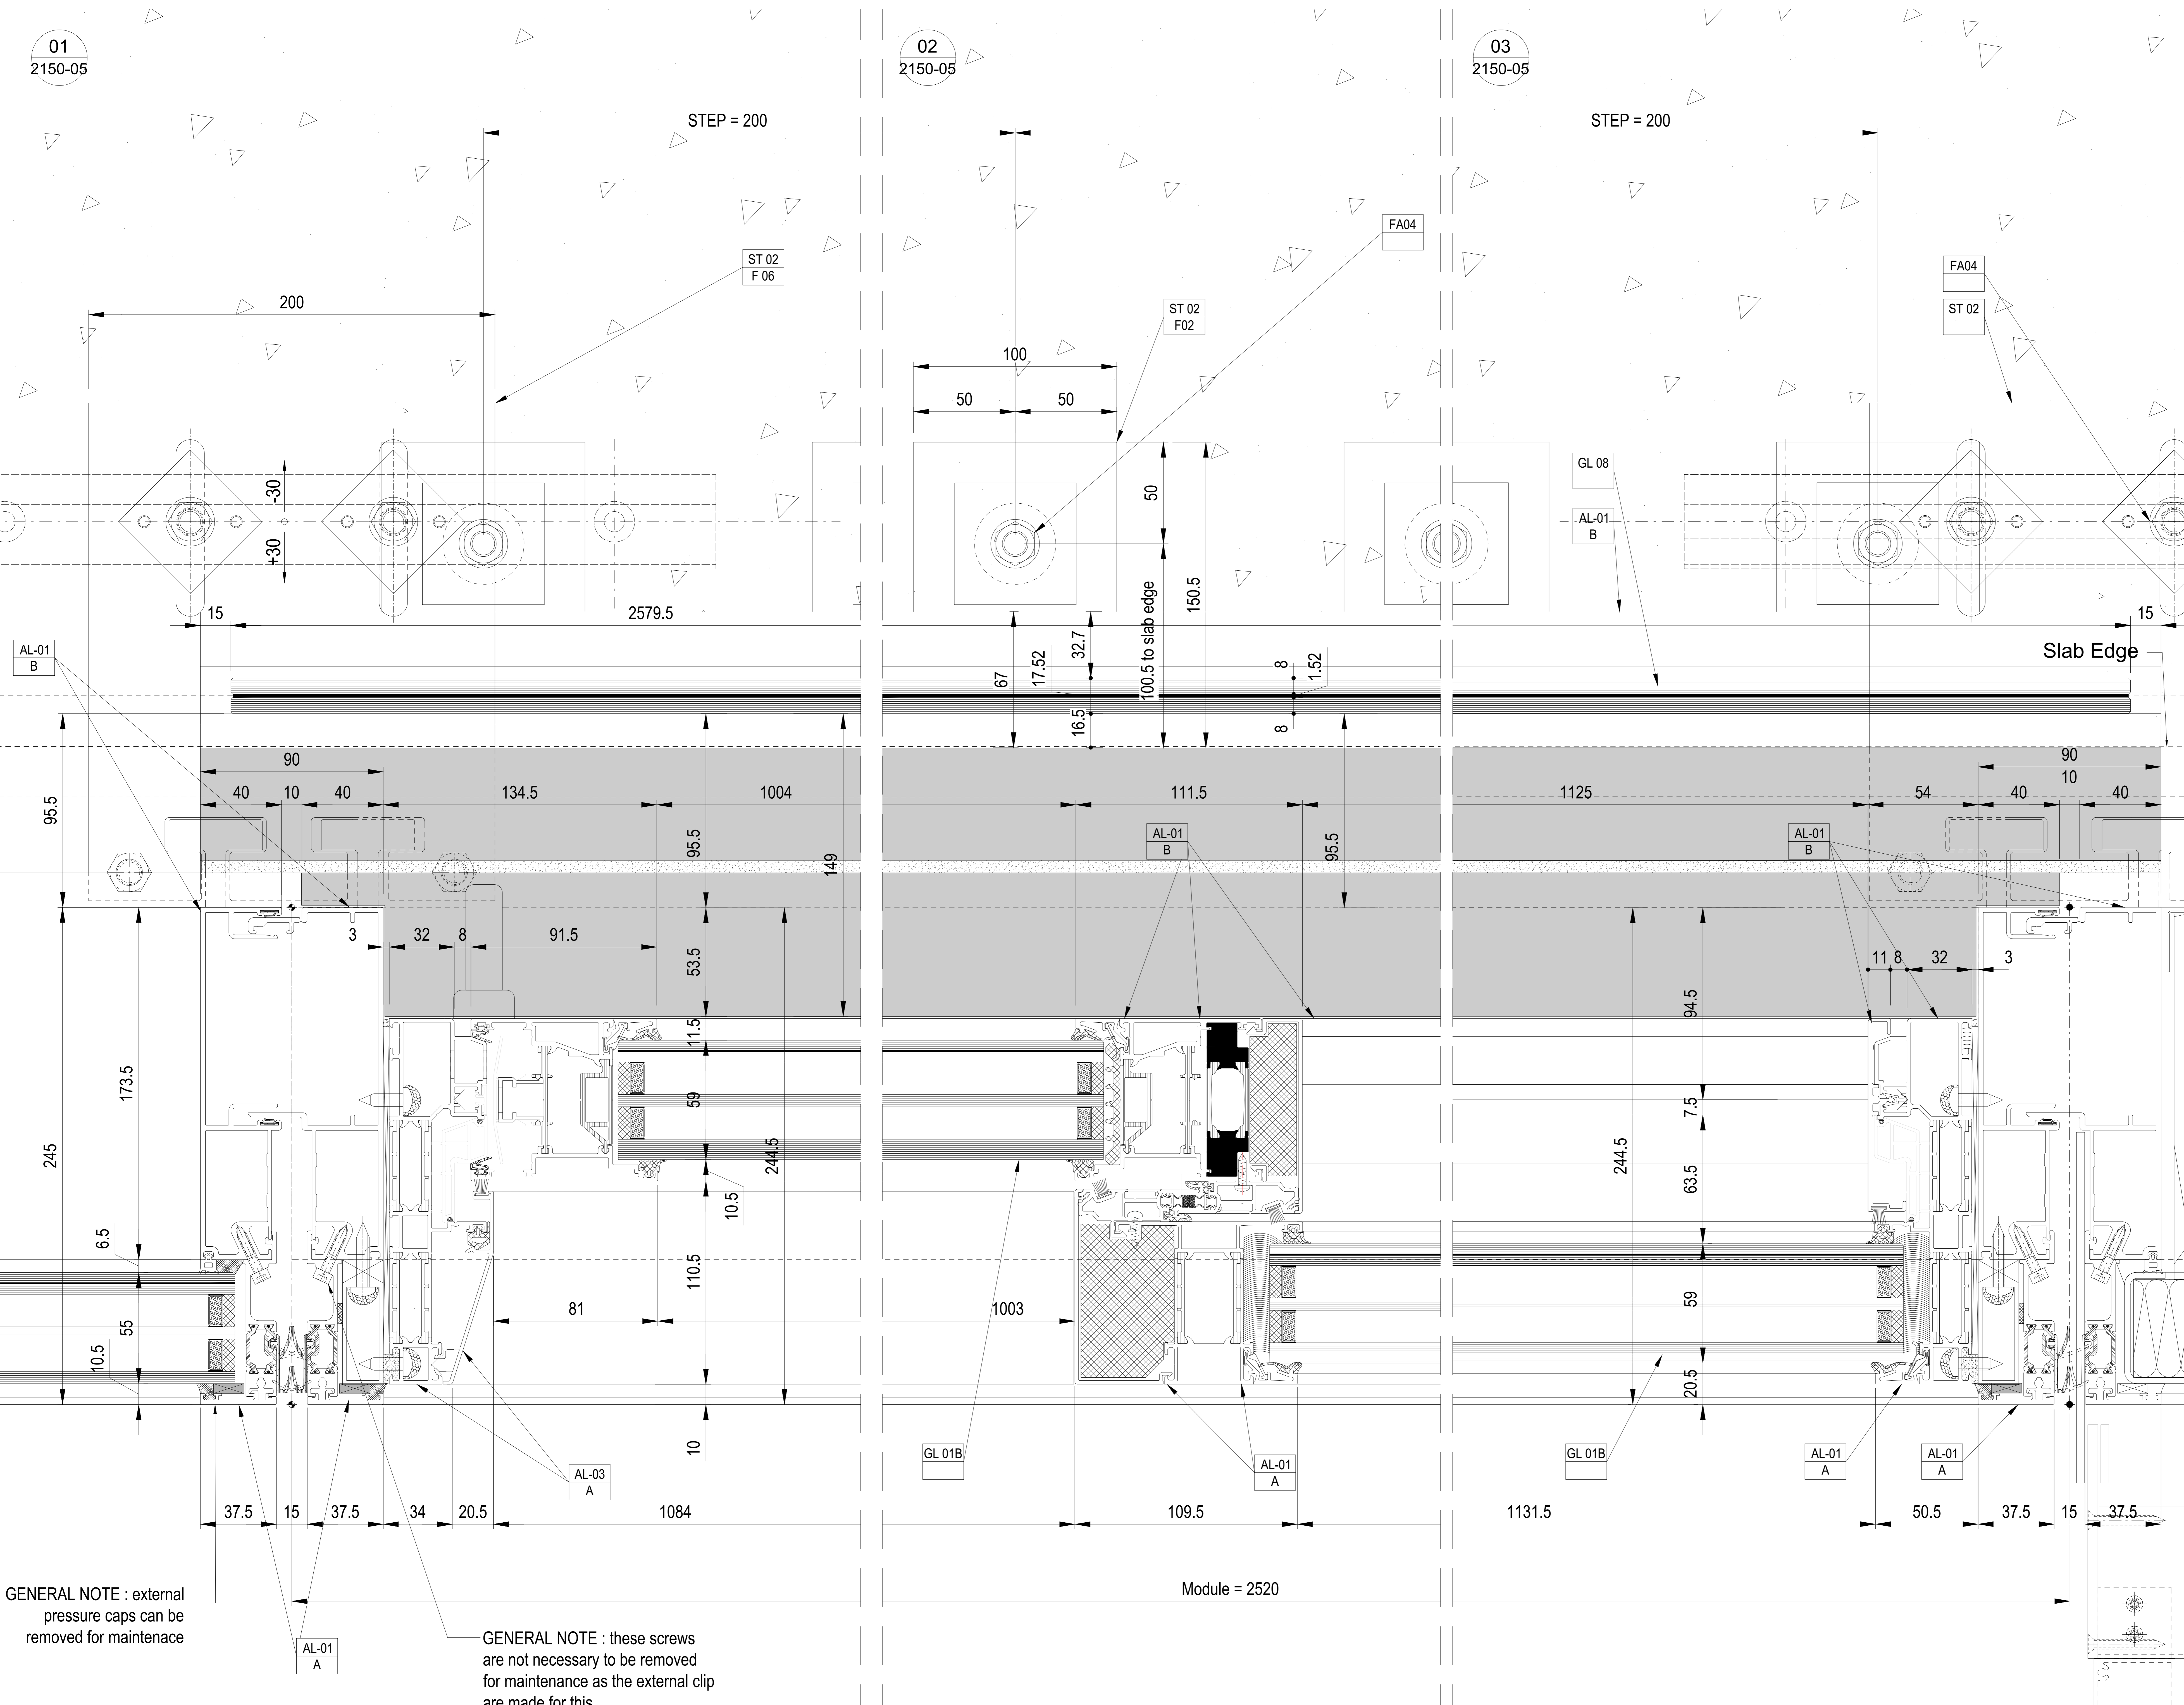 01
2150-05
02
2150-05
03
2150-05
STEP = 200
STEP = 200
FA04
ST 02
F 06
FA04
200
ST 02
F02
ST 02
100
50
50
GL 08
-30
50
AL-01
B
+30
150.5
100.5 to slab edge
15
2579.5
15
AL-01
B
32.7
Slab Edge
67
17.52
8
1.52
16.5
8
90
90
10
95.5
40
10
40
134.5
1004
111.5
1125
54
40
40
95.5
149
AL-01
B
95.5
AL-01
B
3
32
8
91.5
53.5
11
8
32
3
94.5
11.5
173.5
59
7.5
245
244.5
244.5
63.5
10.5
6.5
110.5
81
1003
59
55
10.5
20.5
10
GL 01B
AL-01
A
GL 01B
AL-01
A
AL-01
A
AL-03
A
37.5
15
37.5
34
20.5
1084
109.5
1131.5
50.5
37.5
15
37.5
Module = 2520
GENERAL NOTE : external
pressure caps can be
removed for maintenace
AL-01
A
GENERAL NOTE : these screws
are not necessary to be removed
for maintenance as the external clip
are made for this